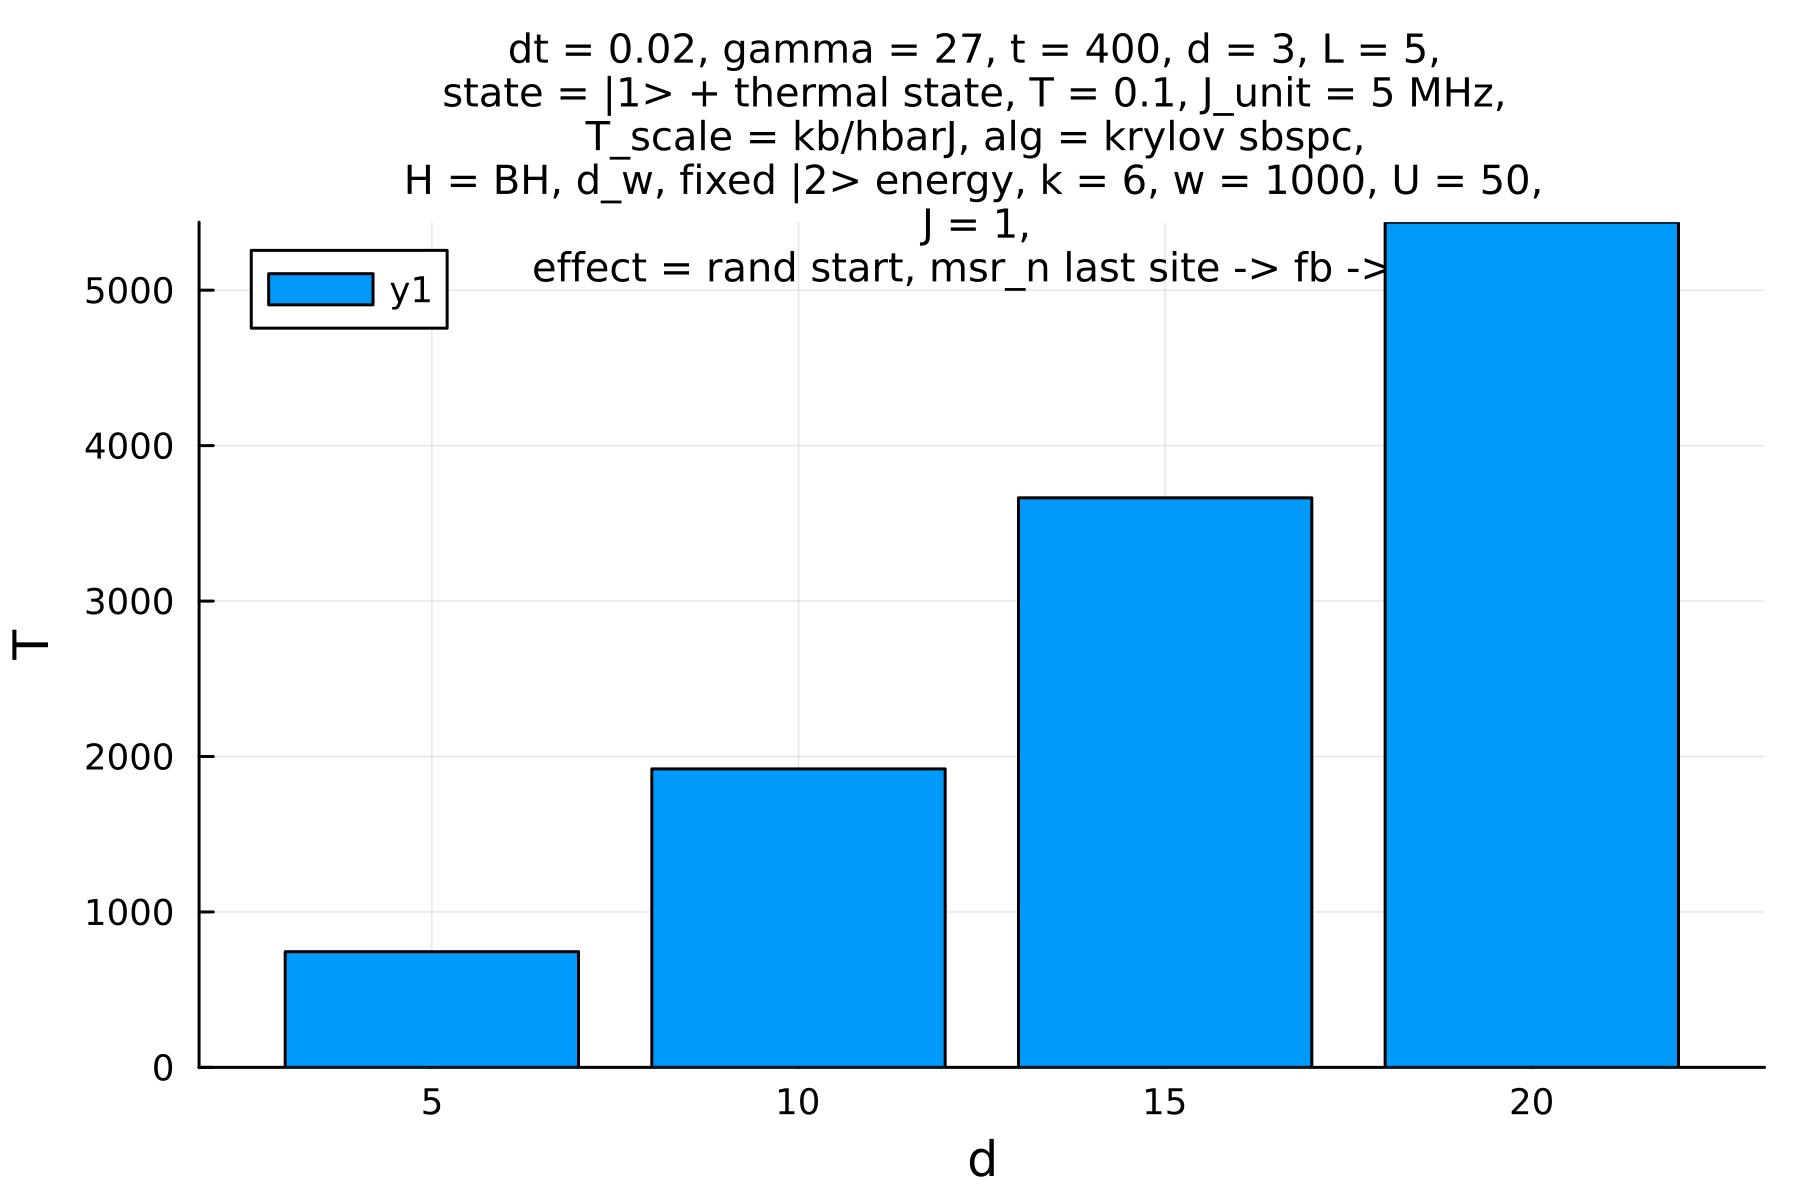 dt = 0.02, gamma = 27, t = 400, d = 3, L = 5,
state = |1> + thermal state, T = 0.1, J_unit = 5 MHz,
T_scale = kb/hbarJ, alg = krylov sbspc,
H = BH, d_w, fixed |2> energy, k = 6, w = 1000, U = 50,
J = 1,
effect = rand start, msr_n last site -> fb ->
y1
5000
4000
3000
2000
1000
0
T
5 10 15 20
d